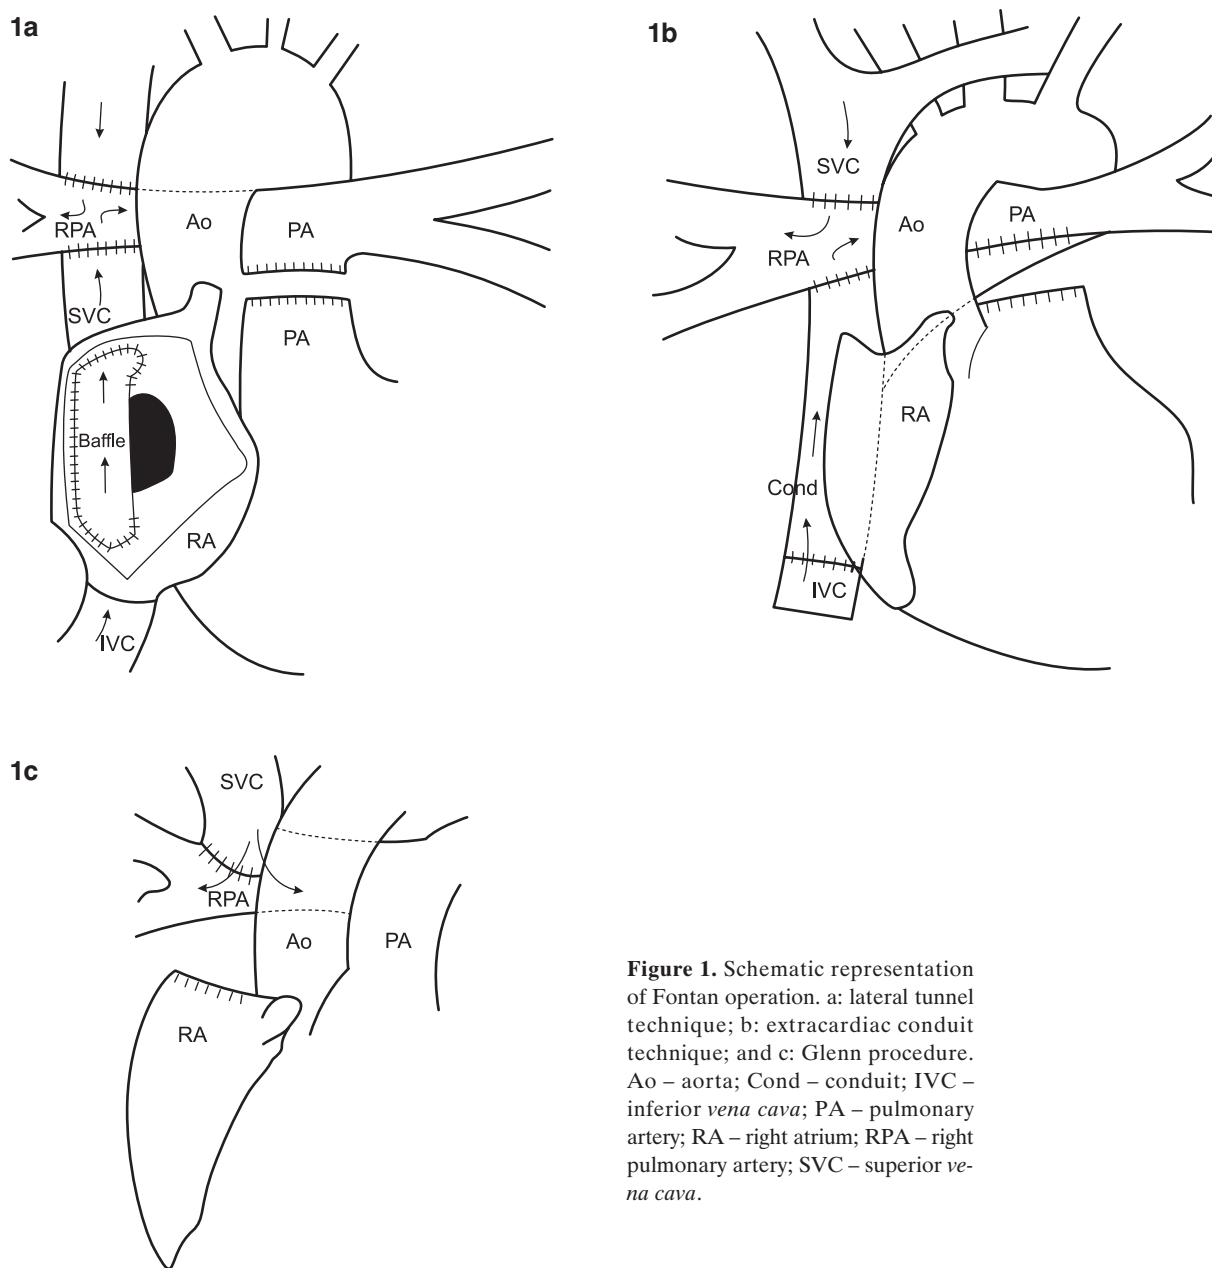 1a
Ao
RPA
PA
SVC
PA
Baffle
RA
IVC
1b
SVC
Ao
PA
RPA
RA
Cond
IVC
1c
SVC
RPA
Ao
PA
RA
Figure 1. Schematic representation
of Fontan operation. a: lateral tunnel
technique; b: extracardiac conduit
technique; and c: Glenn procedure.
Ao – aorta; Cond – conduit; IVC –
inferior vena cava; PA – pulmonary
artery; RA – right atrium; RPA – right
pulmonary artery; SVC – superior ve-
na cava.